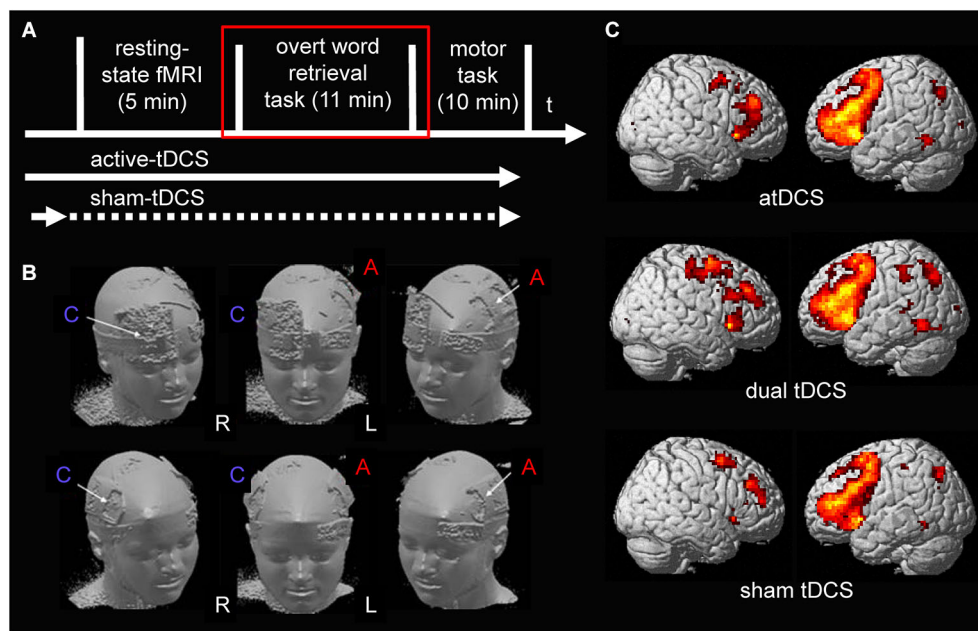 A
resting-
state fMRI
(5 min)
overt word
retrieval
task (11 min)
motor
task
(10 min)
t
active-tDCS
sham-tDCS
B
C
R
C
A
L
A
C
R
C
A
L
A
C
atDCS
dual tDCS
sham tDCS